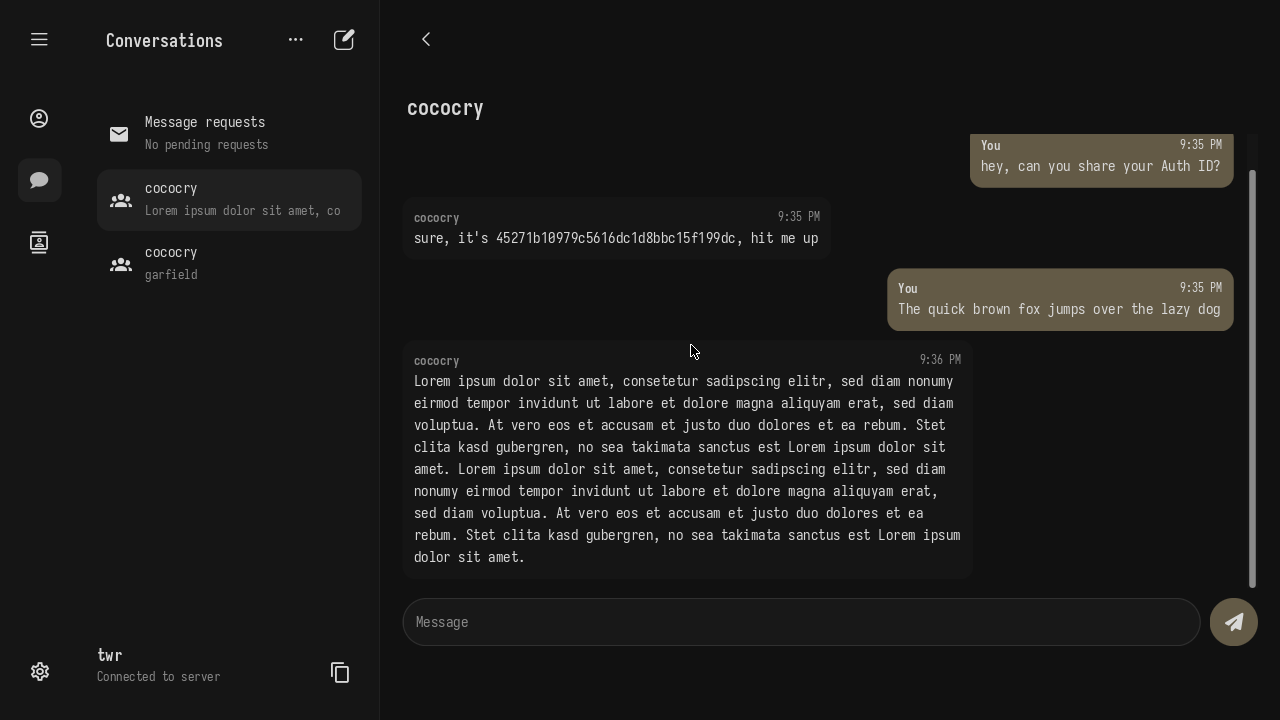 Conversations
Message requests
No pending requests
cococry
Lorem ipsum dolor sit amet, co
cococry
garfield
twr
Connected to server
cococry
You 9:35 PM
hey, can you share your Auth ID?
cococry 9:35 PM
sure, it's 45271b10979c5616dc1d8bbc15f199dc, hit me up
You 9:35 PM
The quick brown fox jumps over the lazy dog
cococry 9:36 PM
Lorem ipsum dolor sit amet, consetetur sadipscing elitr, sed diam nonumy
eirmod tempor invidunt ut labore et dolore magna aliquyam erat, sed diam
voluptua. At vero eos et accusam et justo duo dolores et ea rebum. Stet
clita kasd gubergren, no sea takimata sanctus est Lorem ipsum dolor sit
amet. Lorem ipsum dolor sit amet, consetetur sadipscing elitr, sed diam
nonumy eirmod tempor invidunt ut labore et dolore magna aliquyam erat,
sed diam voluptua. At vero eos et accusam et justo duo dolores et ea
rebum. Stet clita kasd gubergren, no sea takimata sanctus est Lorem ipsum
dolor sit amet.
Message